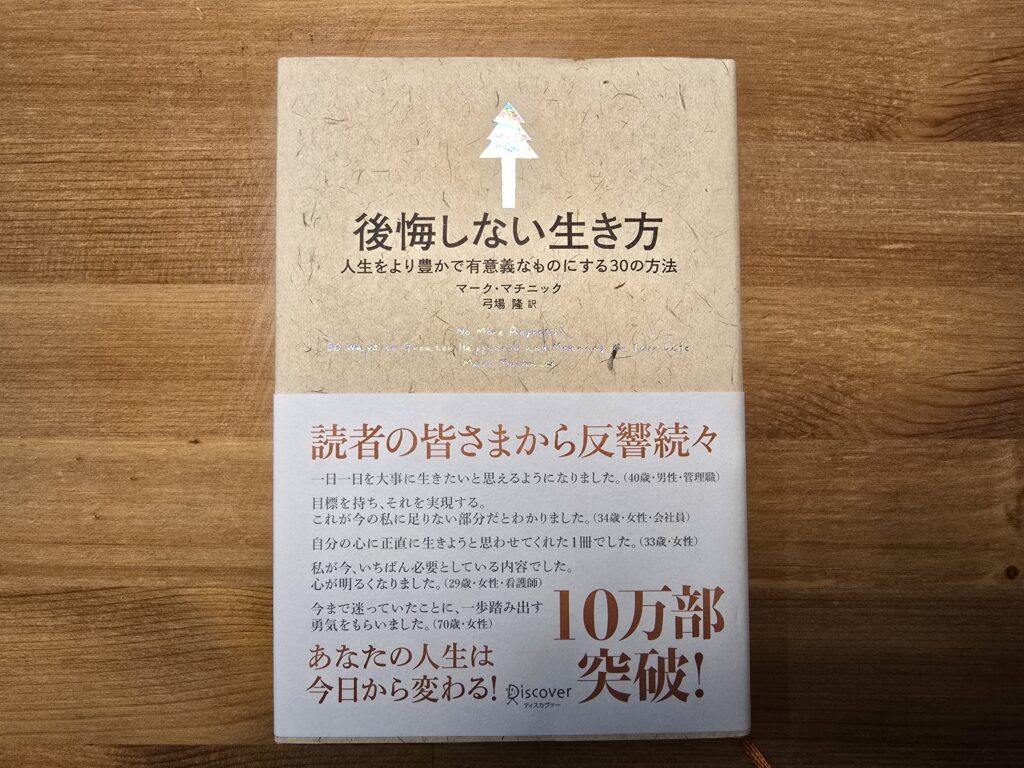 後悔しない生き方
人生をより豊かで有意義なものにする30の方法
マーク・マチニック
弓場 隆 訳
No More Regrets!
30 Ways to Greater Happiness and Meaning in Your Life
Marc Muchnick
読者の皆さまから反響続々
一日一日を大事に生きたいと思えるようになりました。(40歳・男性・管理職)
目標を持ち、それを実現する。
これが今の私に足りない部分だとわかりました。(34歳・女性・会社員)
自分の心に正直に生きようと思わせてくれた1冊でした。(33歳・女性)
私が今、いちばん必要としている内容でした。
心が明るくなりました。(29歳・女性・看護師)
今まで迷っていたことに、一歩踏み出す
勇気をもらいました。(70歳・女性)
あなたの人生は
今日から変わる!
Discover
ディスカヴァー
10万部
突破!